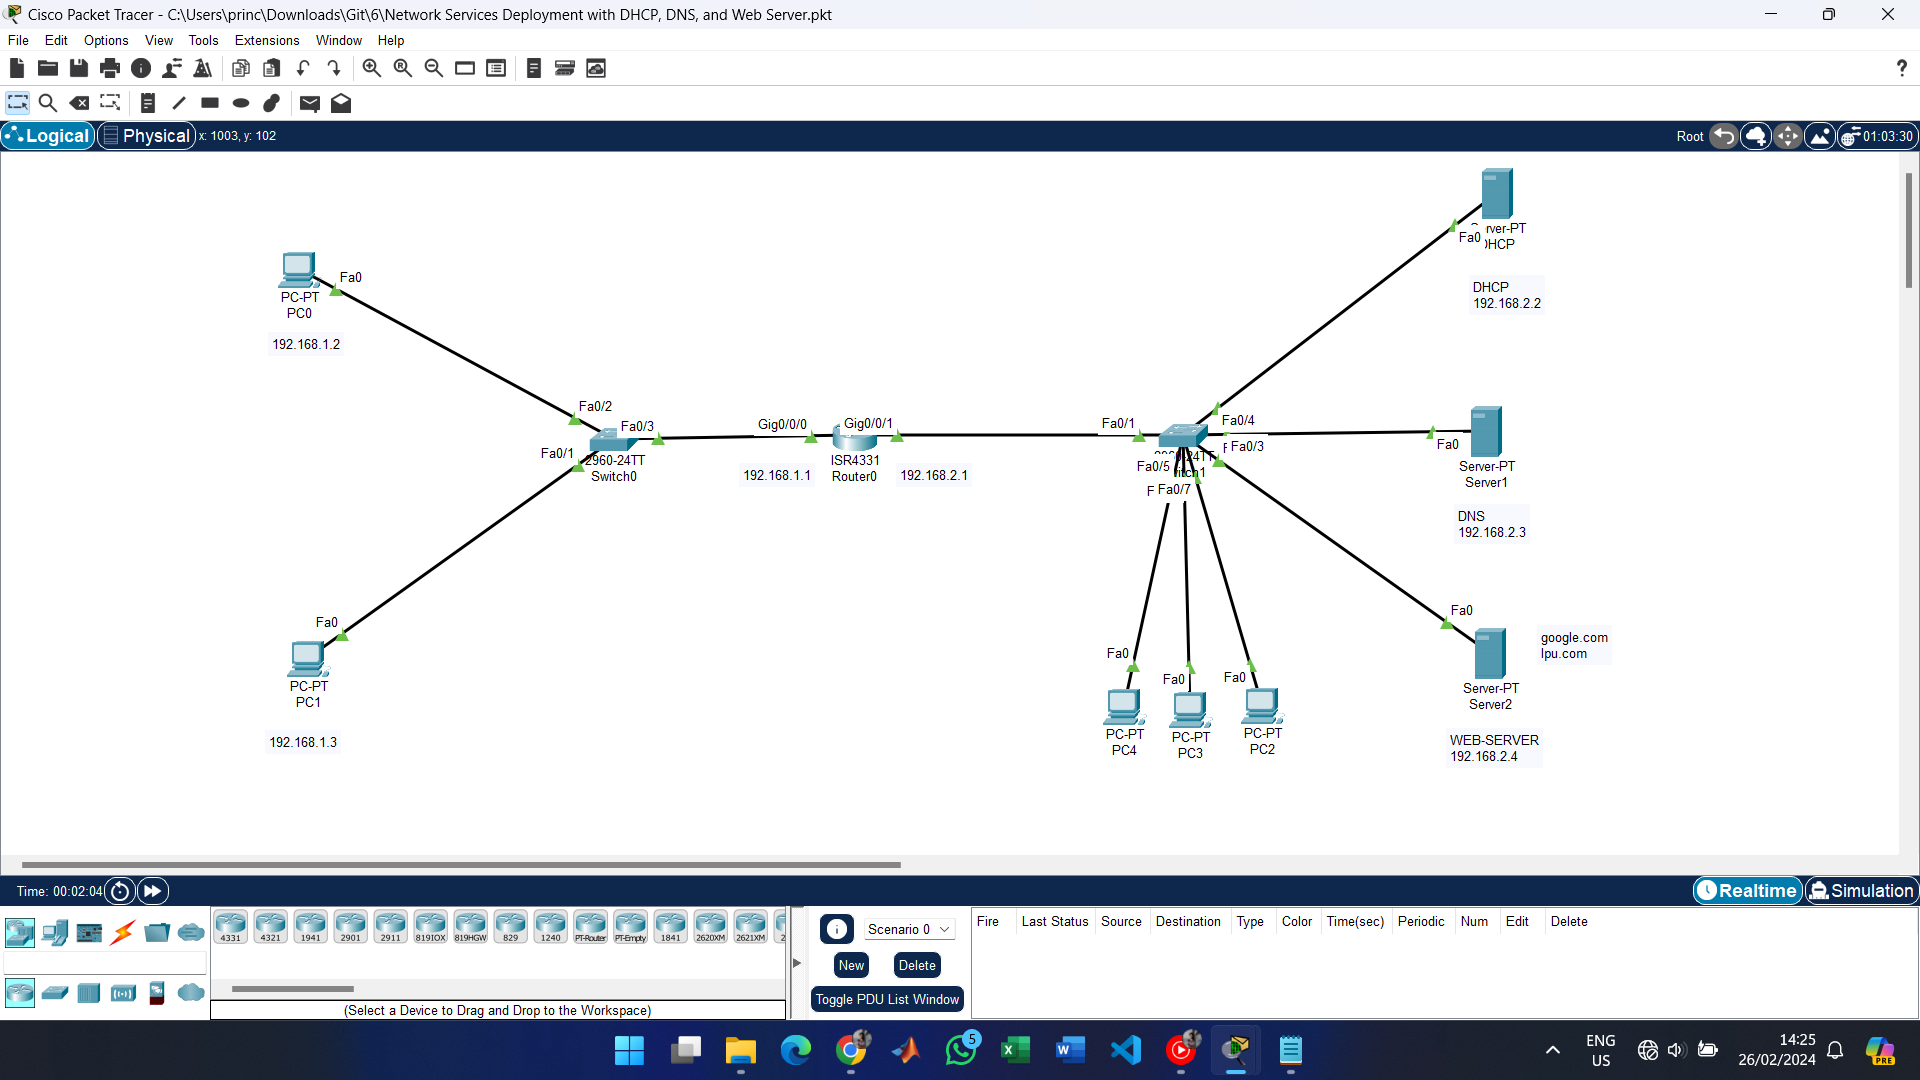 Cisco Packet Tracer - C:\Users\princ\Downloads\Git\6\Network Services Deployment with DHCP, DNS, and Web Server.pkt
File Edit Options View Tools Extensions Window Help
Logical Physical x: 1003, y: 102 Root 01:03:30
Fa0
PC-PT
PC0
192.168.1.2
Fa0/2
Fa0/3
Fa0/1
2960-24TT
Switch0
Fa0
PC-PT
PC1
192.168.1.3
Gig0/0/0
Gig0/0/1
ISR4331
Router0
192.168.1.1
192.168.2.1
Fa0/1
Fa0/4
F Fa0/3
Fa0/5
F Fa0/7
Fa0
DHCP
192.168.2.2
Fa0
Server-PT
Server1
DNS
192.168.2.3
Fa0
Server-PT
Server2
google.com
lpu.com
WEB-SERVER
192.168.2.4
Fa0
PC-PT
PC4
Fa0
PC-PT
PC3
Fa0
PC-PT
PC2
Time: 00:02:04 Realtime Simulation
4331 4321 1941 2901 2911 819IOX 819HGW 829 1240 PT-Router PT-Empty 1841 2620XM 2621XM
(Select a Device to Drag and Drop to the Workspace)
Scenario 0
New Delete
Toggle PDU List Window
Fire Last Status Source Destination Type Color Time(sec) Periodic Num Edit Delete
5
ENG
US
14:25
26/02/2024
PRE